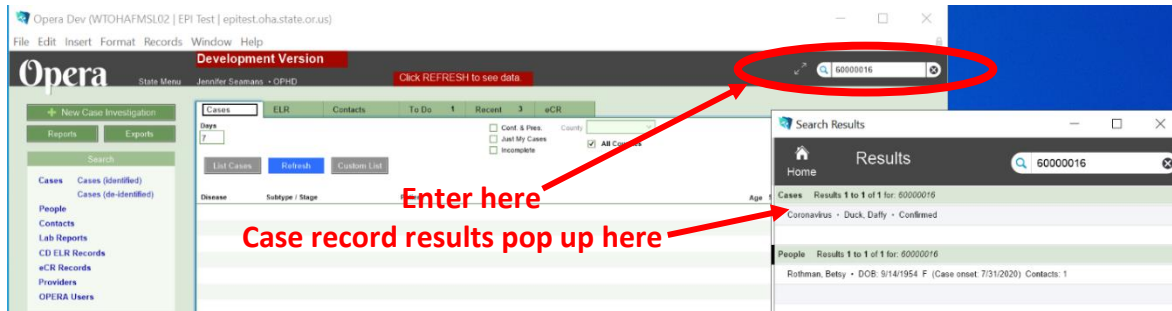 Opera Dev (WTOHAFMSL02 | EPI Test | epitest.oha.state.or.us)
File Edit Insert Format Records Window Help
Opera
State Menu
Development Version
Jennifer Seamans • OPHD
Click REFRESH to see data.
60000016
New Case Investigation
Reports Exports
Search
Cases Cases (identified)
Cases (de-identified)
People
Contacts
Lab Reports
CD ELR Records
eCR Records
Providers
OPERA Users
Cases ELR Contacts To Do 1 Recent 3 eCR
Days
7
Conf. & Pres.
Just My Cases
Incomplete
County
All
List Cases Refresh Custom List
Disease Subtype / Stage Age
Enter here
Case record results pop up here
Search Results
Home
Results
60000016
Cases Results 1 to 1 of 1 for: 60000016
Coronavirus • Duck, Daffy • Confirmed
People Results 1 to 1 of 1 for: 60000016
Rothman, Betsy • DOB: 9/14/1954 F (Case onset: 7/31/2020) Contacts: 1